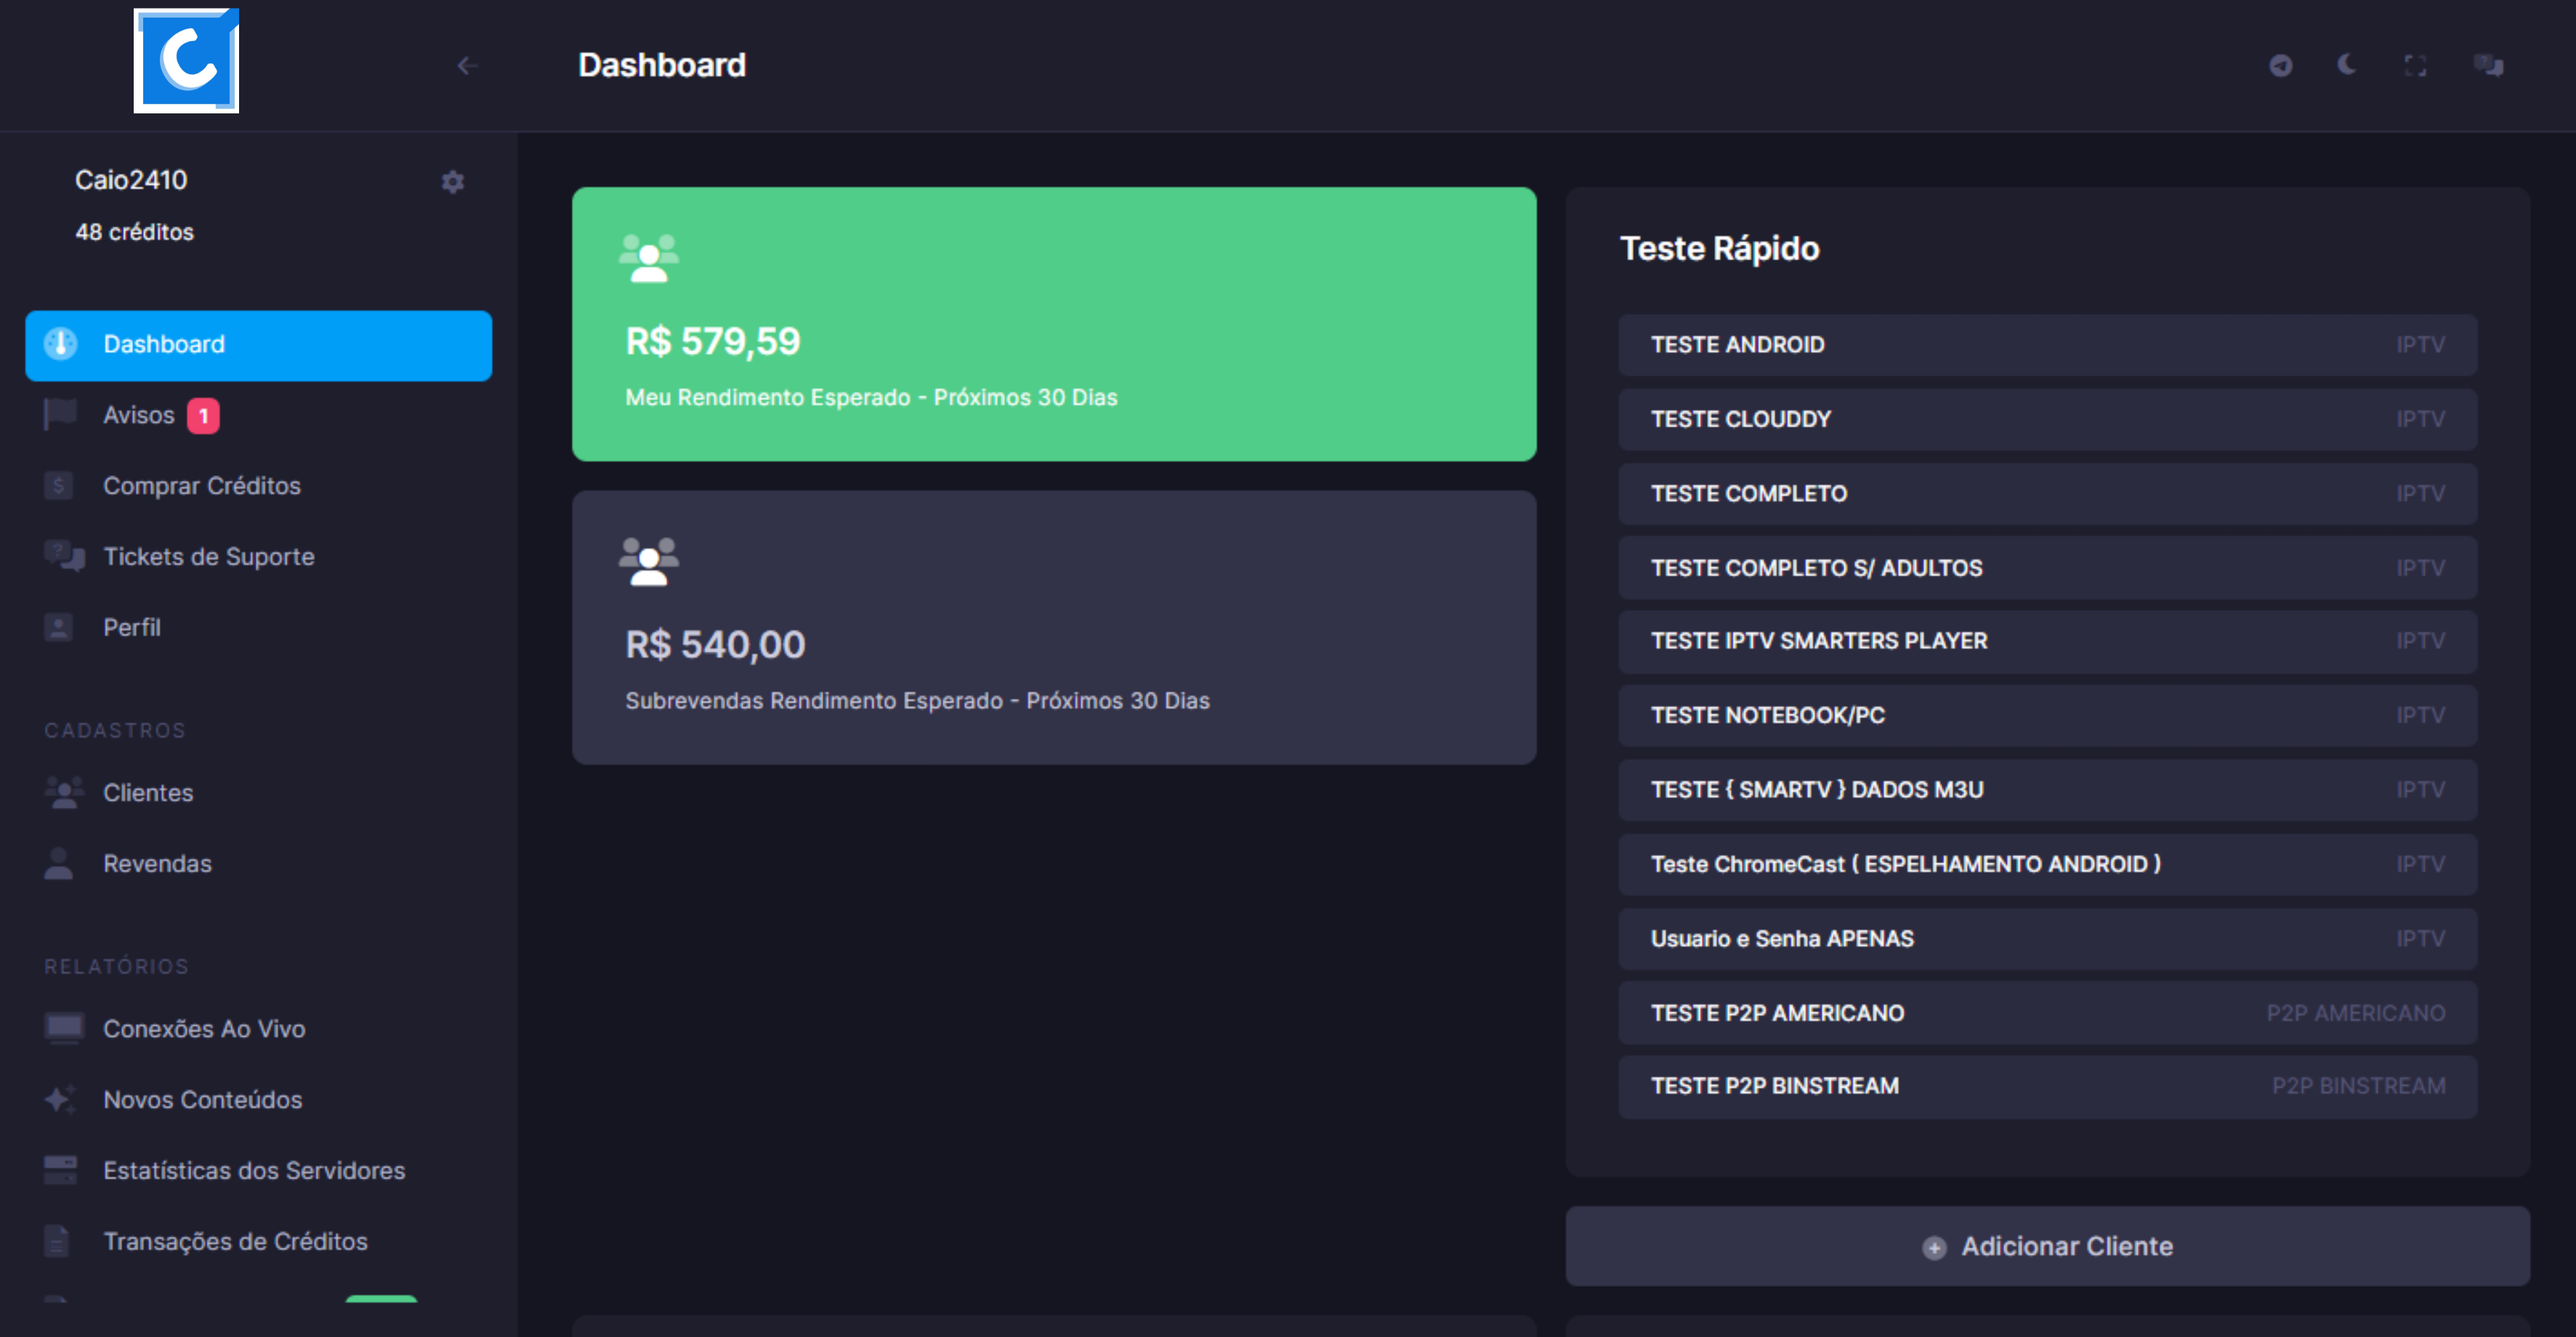 C
Dashboard
Caio2410
48 créditos
Dashboard
Avisos 1
Comprar Créditos
Tickets de Suporte
Perfil
CADASTROS
Clientes
Revendas
RELATÓRIOS
Conexões Ao Vivo
Novos Conteúdos
Estatísticas dos Servidores
Transações de Créditos
R$ 579,59
Meu Rendimento Esperado - Próximos 30 Dias
R$ 540,00
Subrevendas Rendimento Esperado - Próximos 30 Dias
Teste Rápido
TESTE ANDROID IPTV
TESTE CLOUDDY IPTV
TESTE COMPLETO IPTV
TESTE COMPLETO S/ ADULTOS IPTV
TESTE IPTV SMARTERS PLAYER IPTV
TESTE NOTEBOOK/PC IPTV
TESTE { SMARTV } DADOS M3U IPTV
Teste ChromeCast ( ESPELHAMENTO ANDROID ) IPTV
Usuario e Senha APENAS IPTV
TESTE P2P AMERICANO P2P AMERICANO
TESTE P2P BINSTREAM P2P BINSTREAM
Adicionar Cliente